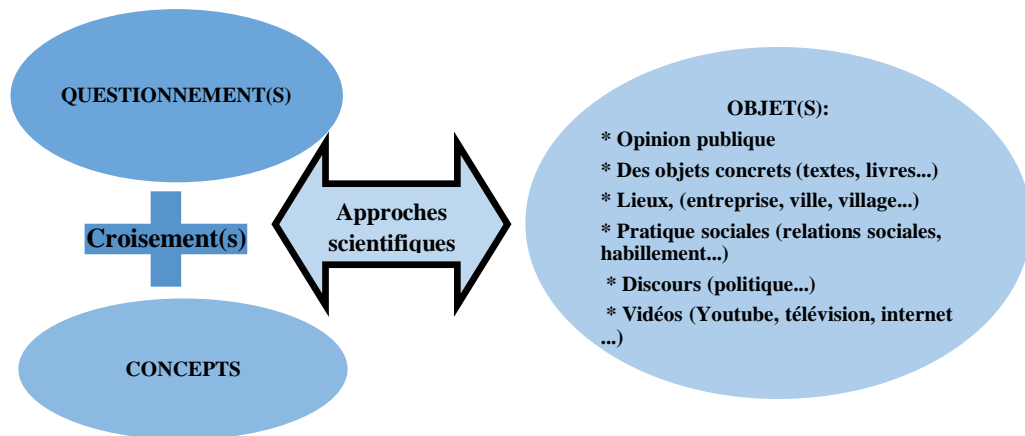 QUESTIONNEMENT(S)
Croisement(s)
CONCEPTS
Approches
scientifiques
OBJET(S):
* Opinion publique
* Des objets concrets (textes, livres...)
* Lieux, (entreprise, ville, village...)
* Pratique sociales (relations sociales,
habillement...)
* Discours (politique...)
* Vidéos (Youtube, télévision, internet
...)